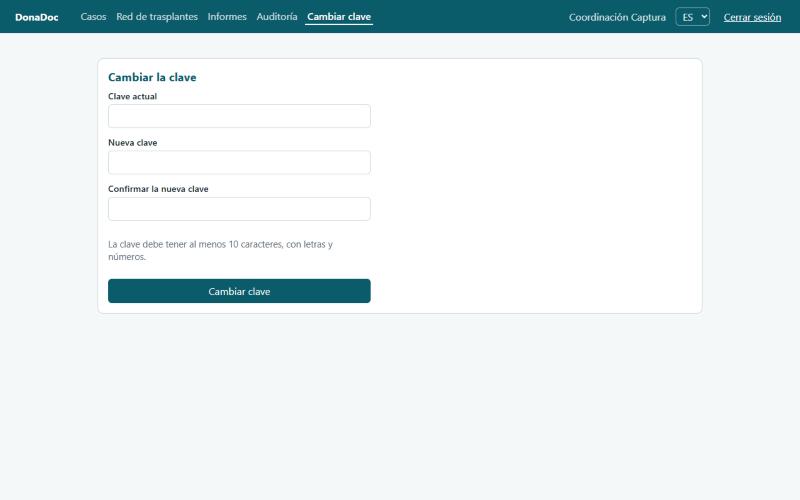 DonaDoc Casos Red de trasplantes Informes Auditoría Cambiar clave Coordinación Captura ES Cerrar sesión
Cambiar la clave
Clave actual
Nueva clave
Confirmar la nueva clave
La clave debe tener al menos 10 caracteres, con letras y
números.
Cambiar clave